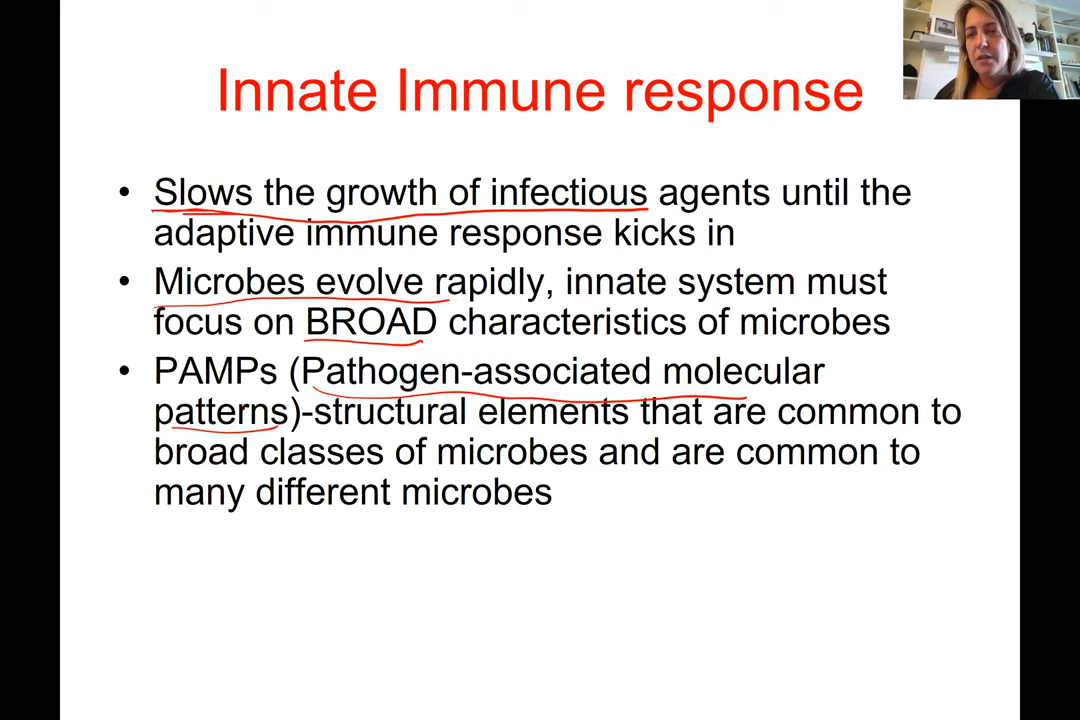 Innate Immune response
• Slows the growth of infectious agents until the
adaptive immune response kicks in
• Microbes evolve rapidly, innate system must
focus on BROAD characteristics of microbes
• PAMPs (Pathogen-associated molecular
patterns)-structural elements that are common to
broad classes of microbes and are common to
many different microbes